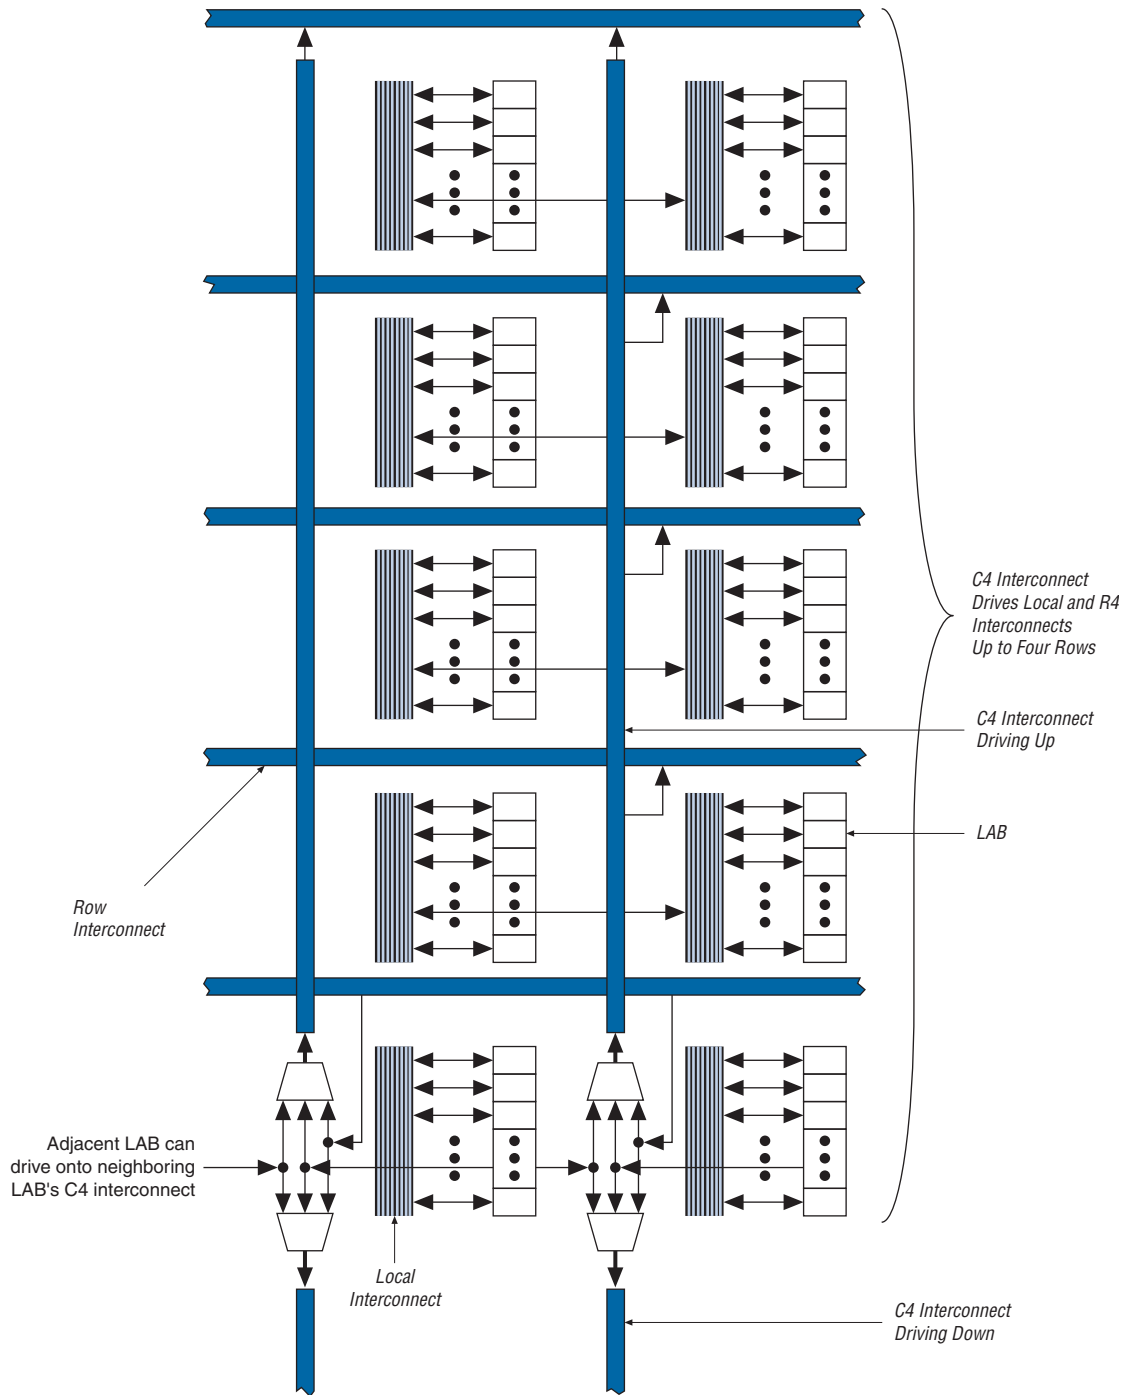 C4 Interconnect
Drives Local and R4
Interconnects
Up to Four Rows
C4 Interconnect
Driving Up
LAB
Row
Interconnect
Adjacent LAB can
drive onto neighboring
LAB's C4 interconnect
Local
Interconnect
C4 Interconnect
Driving Down